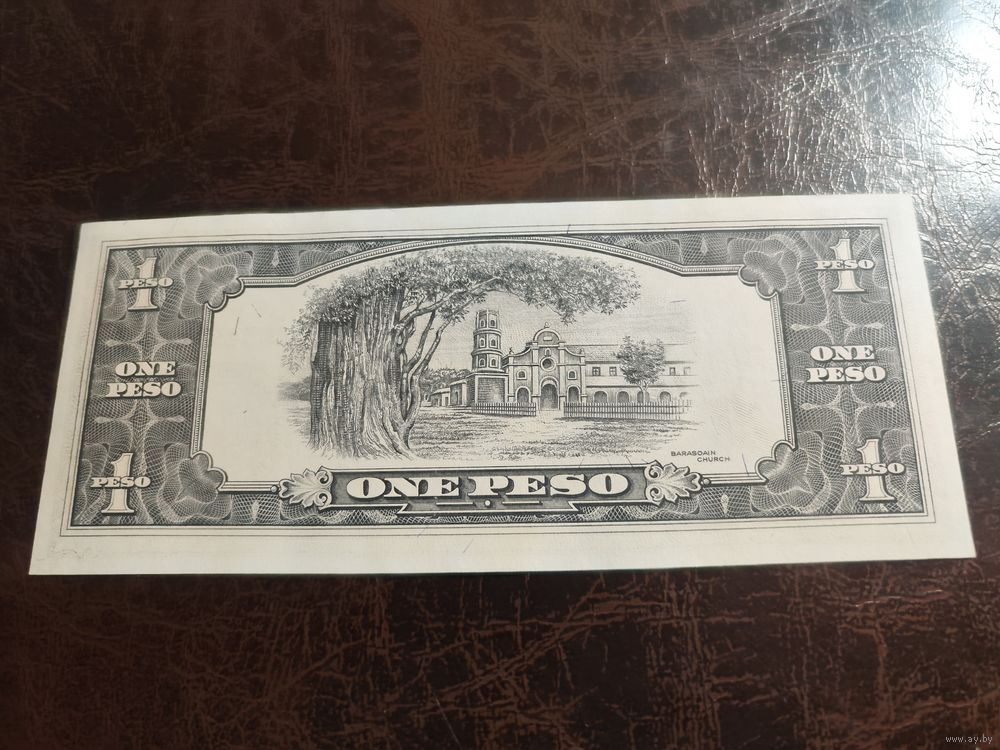 1
PESO
1
PESO
ONE
PESO
ONE
PESO
BARASOAIN
CHURCH
1
PESO
ONE PESO
1
PESO
www.ay.by